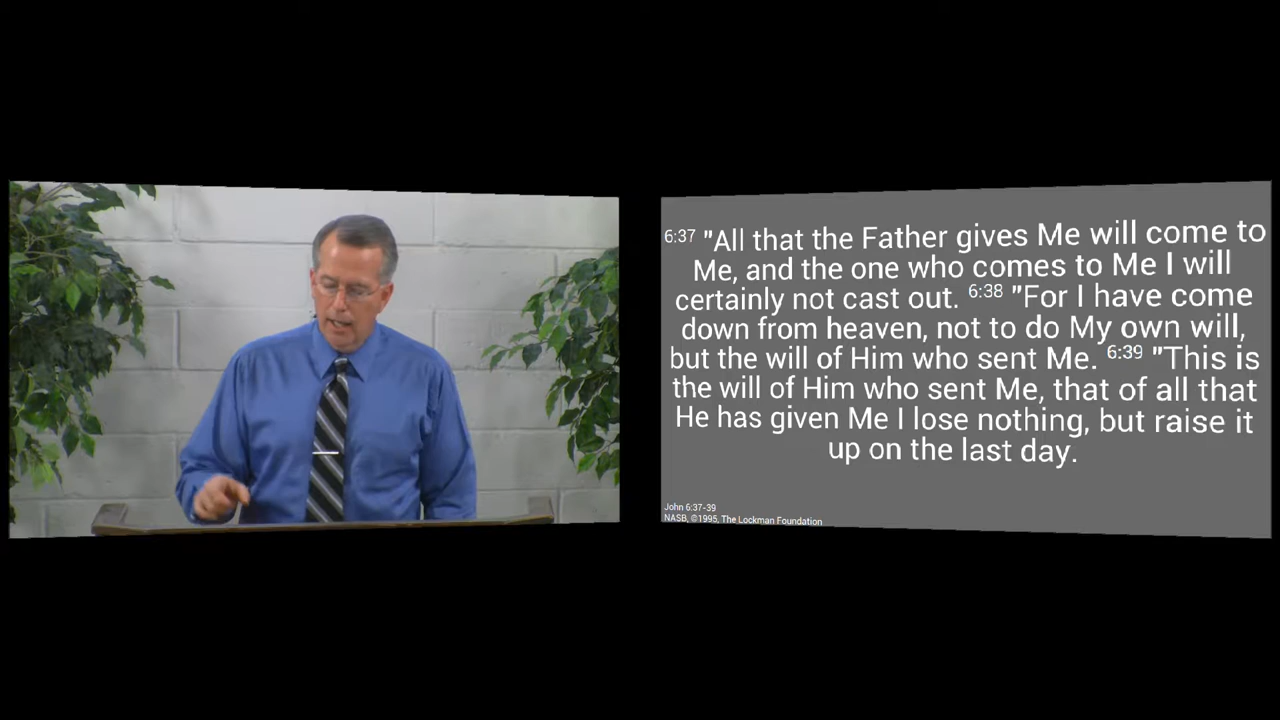 6:37 "All that the Father gives Me will come to
Me, and the one who comes to Me I will
certainly not cast out. 6:38 "For I have come
down from heaven, not to do My own will,
but the will of Him who sent Me. 6:39 "This is
the will of Him who sent Me, that of all that
He has given Me I lose nothing, but raise it
up on the last day.
John 6:37-39
NASB, ©1995, The Lockman Foundation